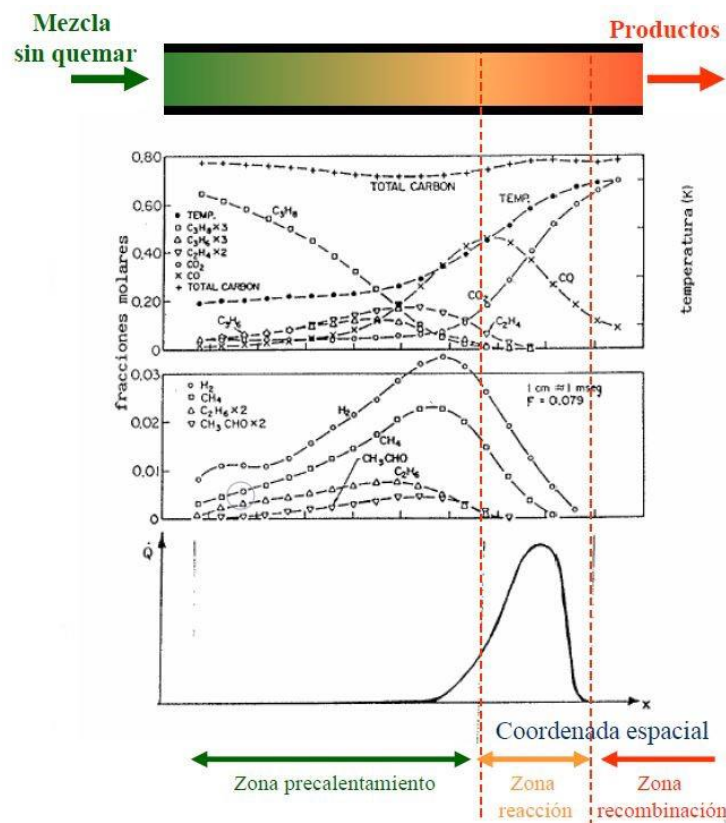 Mezcla
sin quemar
Productos
0,80
0,60
0,40
0,20
0
TOTAL CARBON
TEMP.
C₃H₈
• TEMP.
□ C₃H₈×3
△ C₃H₆×3
▽ C₂H₄×2
○ CO₂
× CO
+ TOTAL CARBON
C₃H₆
CO₂
CO
C₂H₄
fracciones molares
temperatura (K)
0,03
0,02
0,01
0
○ H₂
□ CH₄
△ C₂H₆×2
▽ CH₃CHO×2
H₂
CH₄
CH₃CHO
C₂H₆
1 cm ≈ 1 mseg
F = 0.079
Q̇
x
Coordenada espacial
Zona precalentamiento
Zona
reacción
Zona
recombinación